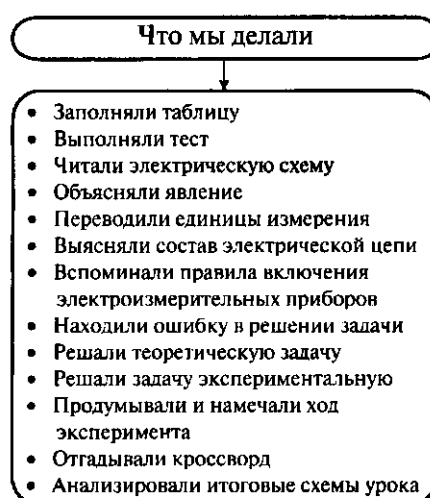 Что мы делали
• Заполняли таблицу
• Выполняли тест
• Читали электрическую схему
• Объясняли явление
• Переводили единицы измерения
• Выясняли состав электрической цепи
• Вспоминали правила включения
электроизмерительных приборов
• Находили ошибку в решении задачи
• Решали теоретическую задачу
• Решали задачу экспериментальную
• Продумывали и намечали ход
эксперимента
• Отгадывали кроссворд
• Анализировали итоговые схемы урока